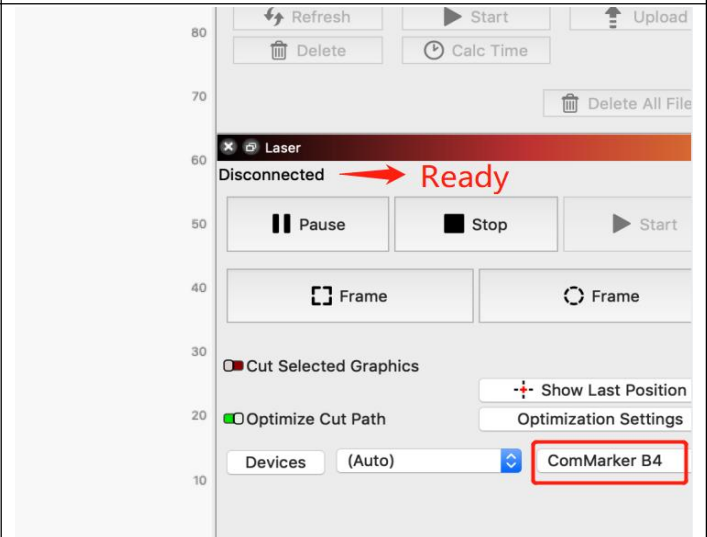 80
Refresh Start Upload
Delete Calc Time
70
Delete All File
Laser
60
Disconnected Ready
50
Pause Stop Start
40
Frame Frame
30
Cut Selected Graphics
Show Last Position
20
Optimize Cut Path Optimization Settings
Devices (Auto) ComMarker B4
10